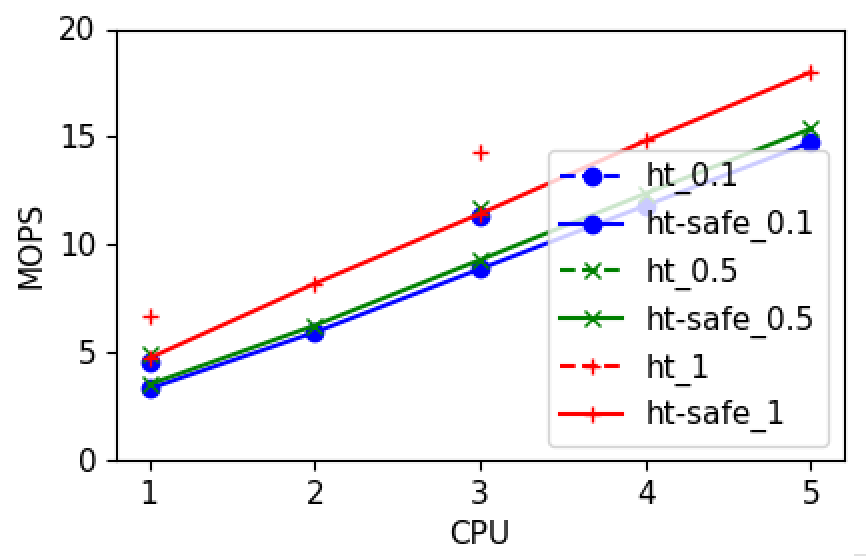 20
15
10
5
0
MOPS
1 2 3 4 5
CPU
ht_0.1
ht-safe_0.1
ht_0.5
ht-safe_0.5
ht_1
ht-safe_1